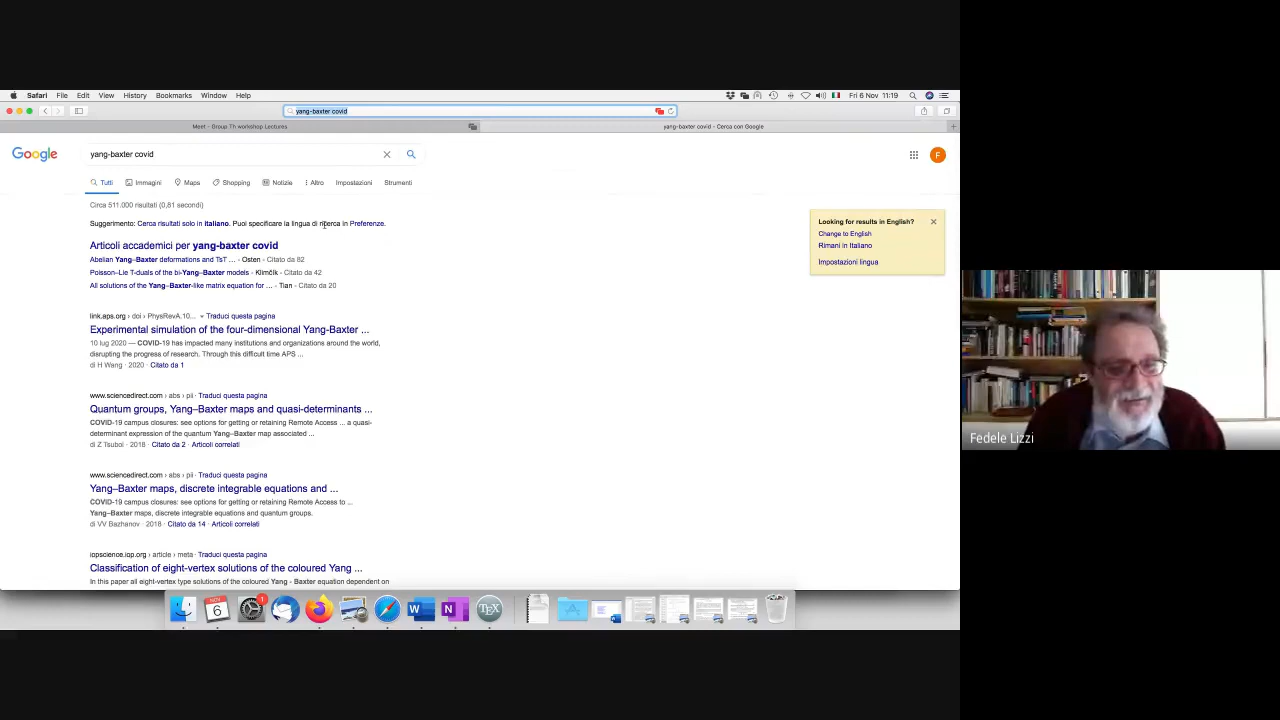 Safari File Edit View History Bookmarks Window Help
Fri 6 Nov 11:19
yang-baxter covid
Meet - Group Th workshop Lectures
yang-baxter covid - Cerca con Google
Google
yang-baxter covid
F
Tutti Immagini Maps Shopping Notizie Altro Impostazioni Strumenti
Circa 511.000 risultati (0,81 secondi)
Suggerimento: Cerca risultati solo in italiano. Puoi specificare la lingua di ricerca in Preferenze.
Looking for results in English?
Change to English
Rimani in Italiano
Impostazioni lingua
Articoli accademici per yang-baxter covid
Abelian Yang–Baxter deformations and TsT ... - Osten - Citato da 82
Poisson–Lie T-duals of the bi-Yang–Baxter models - Klimčík - Citato da 42
All solutions of the Yang–Baxter-like matrix equation for ... - Tian - Citato da 20
link.aps.org › doi › PhysRevA.10... Traduci questa pagina
Experimental simulation of the four-dimensional Yang-Baxter ...
10 lug 2020 — COVID-19 has impacted many institutions and organizations around the world,
disrupting the progress of research. Through this difficult time APS ...
di H Wang · 2020 · Citato da 1
www.sciencedirect.com › abs › pii · Traduci questa pagina
Quantum groups, Yang–Baxter maps and quasi-determinants ...
COVID-19 campus closures: see options for getting or retaining Remote Access ... a quasi-
determinant expression of the quantum Yang–Baxter map associated ...
di Z Tsuboi · 2018 · Citato da 2 · Articoli correlati
www.sciencedirect.com › abs › pii · Traduci questa pagina
Yang–Baxter maps, discrete integrable equations and ...
COVID-19 campus closures: see options for getting or retaining Remote Access to ...
Yang–Baxter maps, discrete integrable equations and quantum groups.
di VV Bazhanov · 2018 · Citato da 14 · Articoli correlati
iopscience.iop.org › article › meta · Traduci questa pagina
Classification of eight-vertex solutions of the coloured Yang ...
In this paper all eight-vertex type solutions of the coloured Yang - Baxter equation dependent on
Fedele Lizzi
NOV
6
1
W
N
TEX